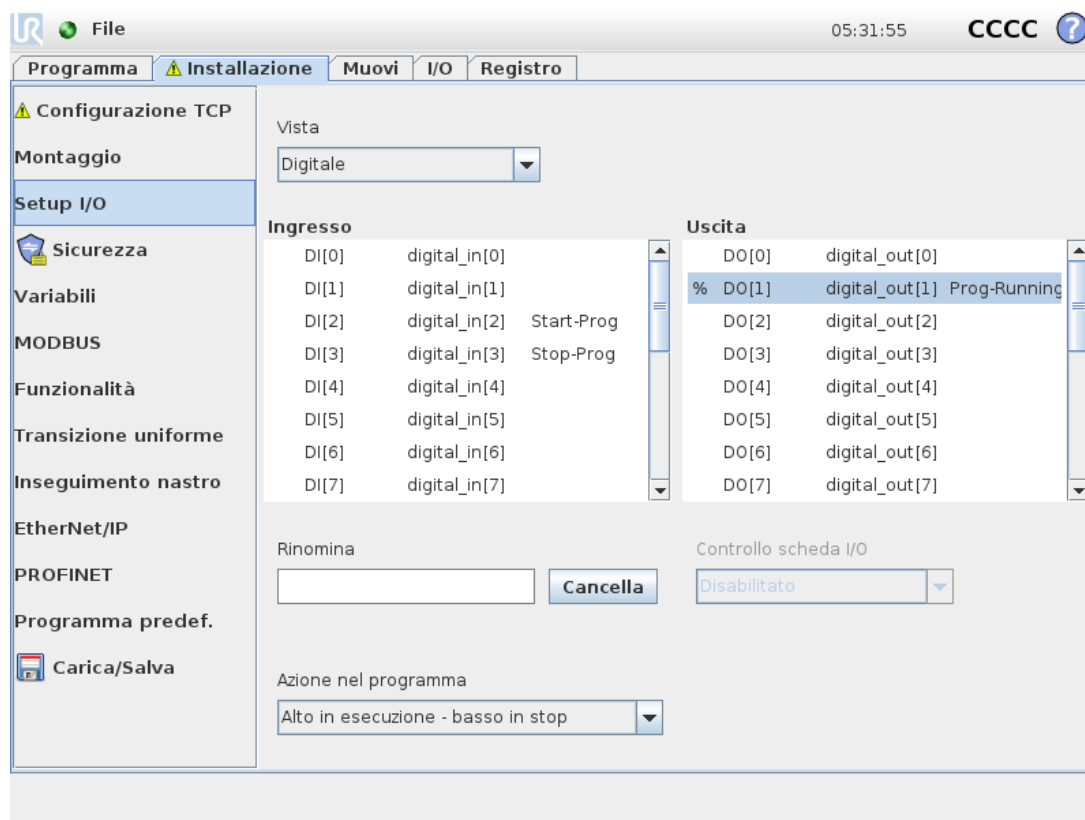 UR File 05:31:55 CCCC ?
Programma Installazione Muovi I/O Registro
Configurazione TCP
Montaggio
Setup I/O
Sicurezza
Variabili
MODBUS
Funzionalità
Transizione uniforme
Inseguimento nastro
EtherNet/IP
PROFINET
Programma predef.
Carica/Salva
Vista
Digitale
Ingresso
DI[0] digital_in[0]
DI[1] digital_in[1]
DI[2] digital_in[2] Start-Prog
DI[3] digital_in[3] Stop-Prog
DI[4] digital_in[4]
DI[5] digital_in[5]
DI[6] digital_in[6]
DI[7] digital_in[7]
Uscita
DO[0] digital_out[0]
% DO[1] digital_out[1] Prog-Running
DO[2] digital_out[2]
DO[3] digital_out[3]
DO[4] digital_out[4]
DO[5] digital_out[5]
DO[6] digital_out[6]
DO[7] digital_out[7]
Rinomina
Cancella
Controllo scheda I/O
Disabilitato
Azione nel programma
Alto in esecuzione - basso in stop